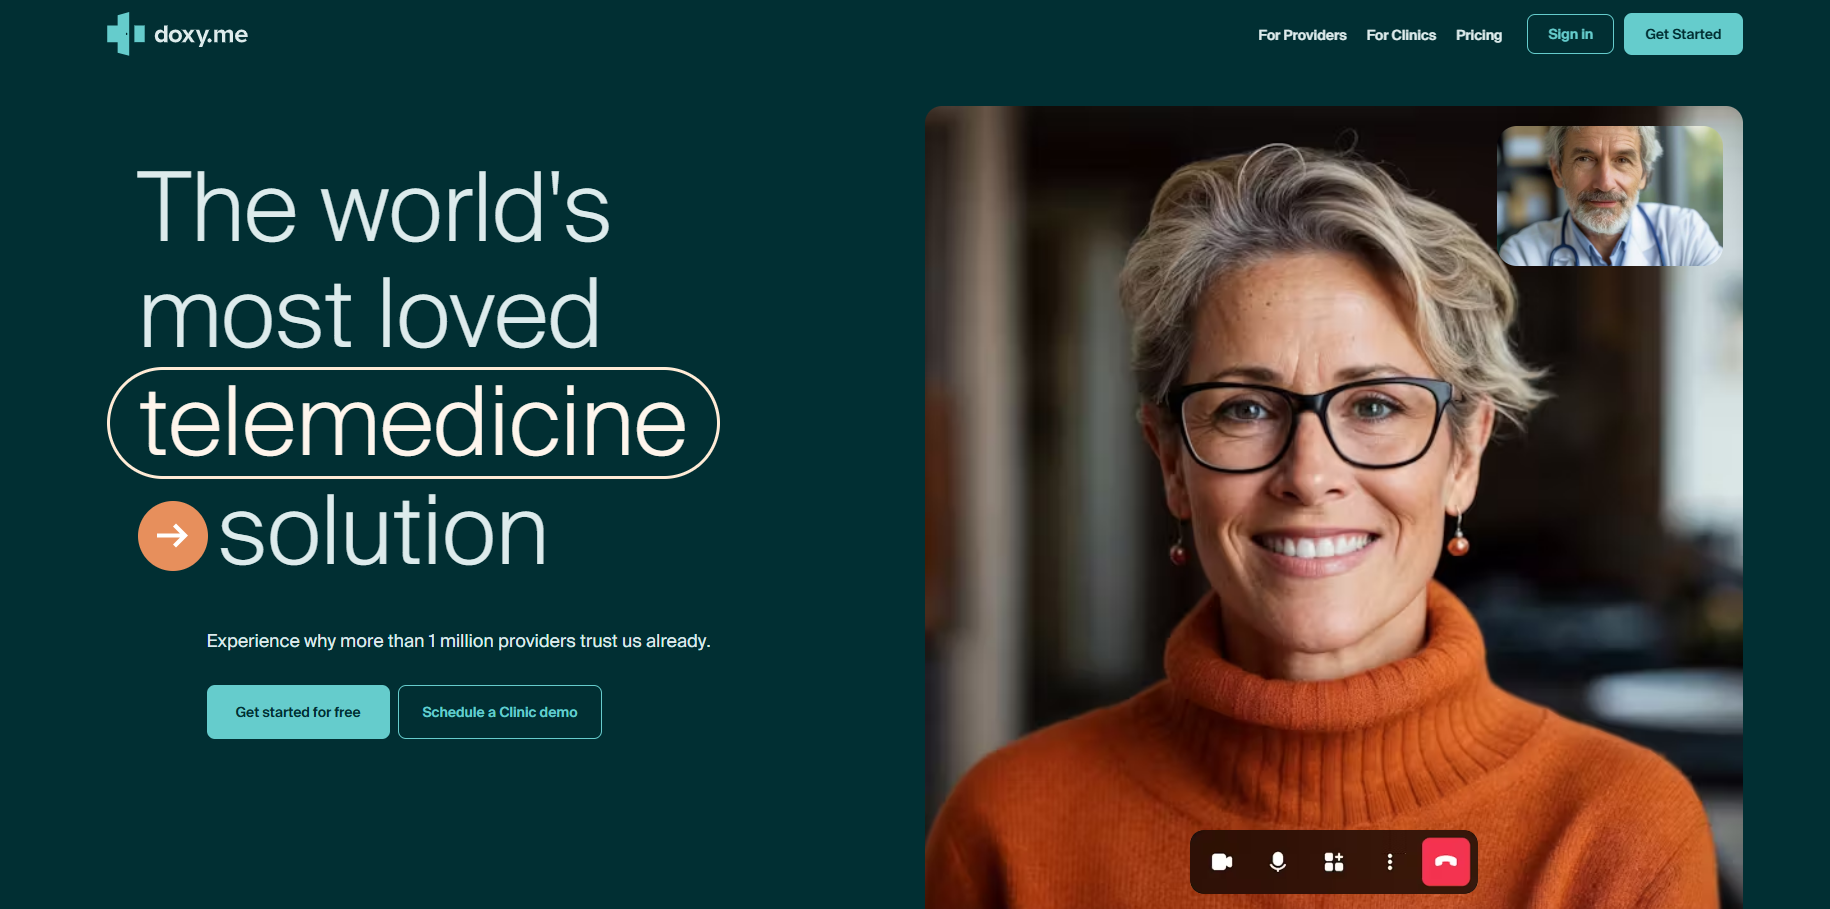 doxy.me
For Providers
For Clinics
Pricing
Sign in
Get Started
The world's
most loved
telemedicine
solution
Experience why more than 1 million providers trust us already.
Get started for free
Schedule a Clinic demo